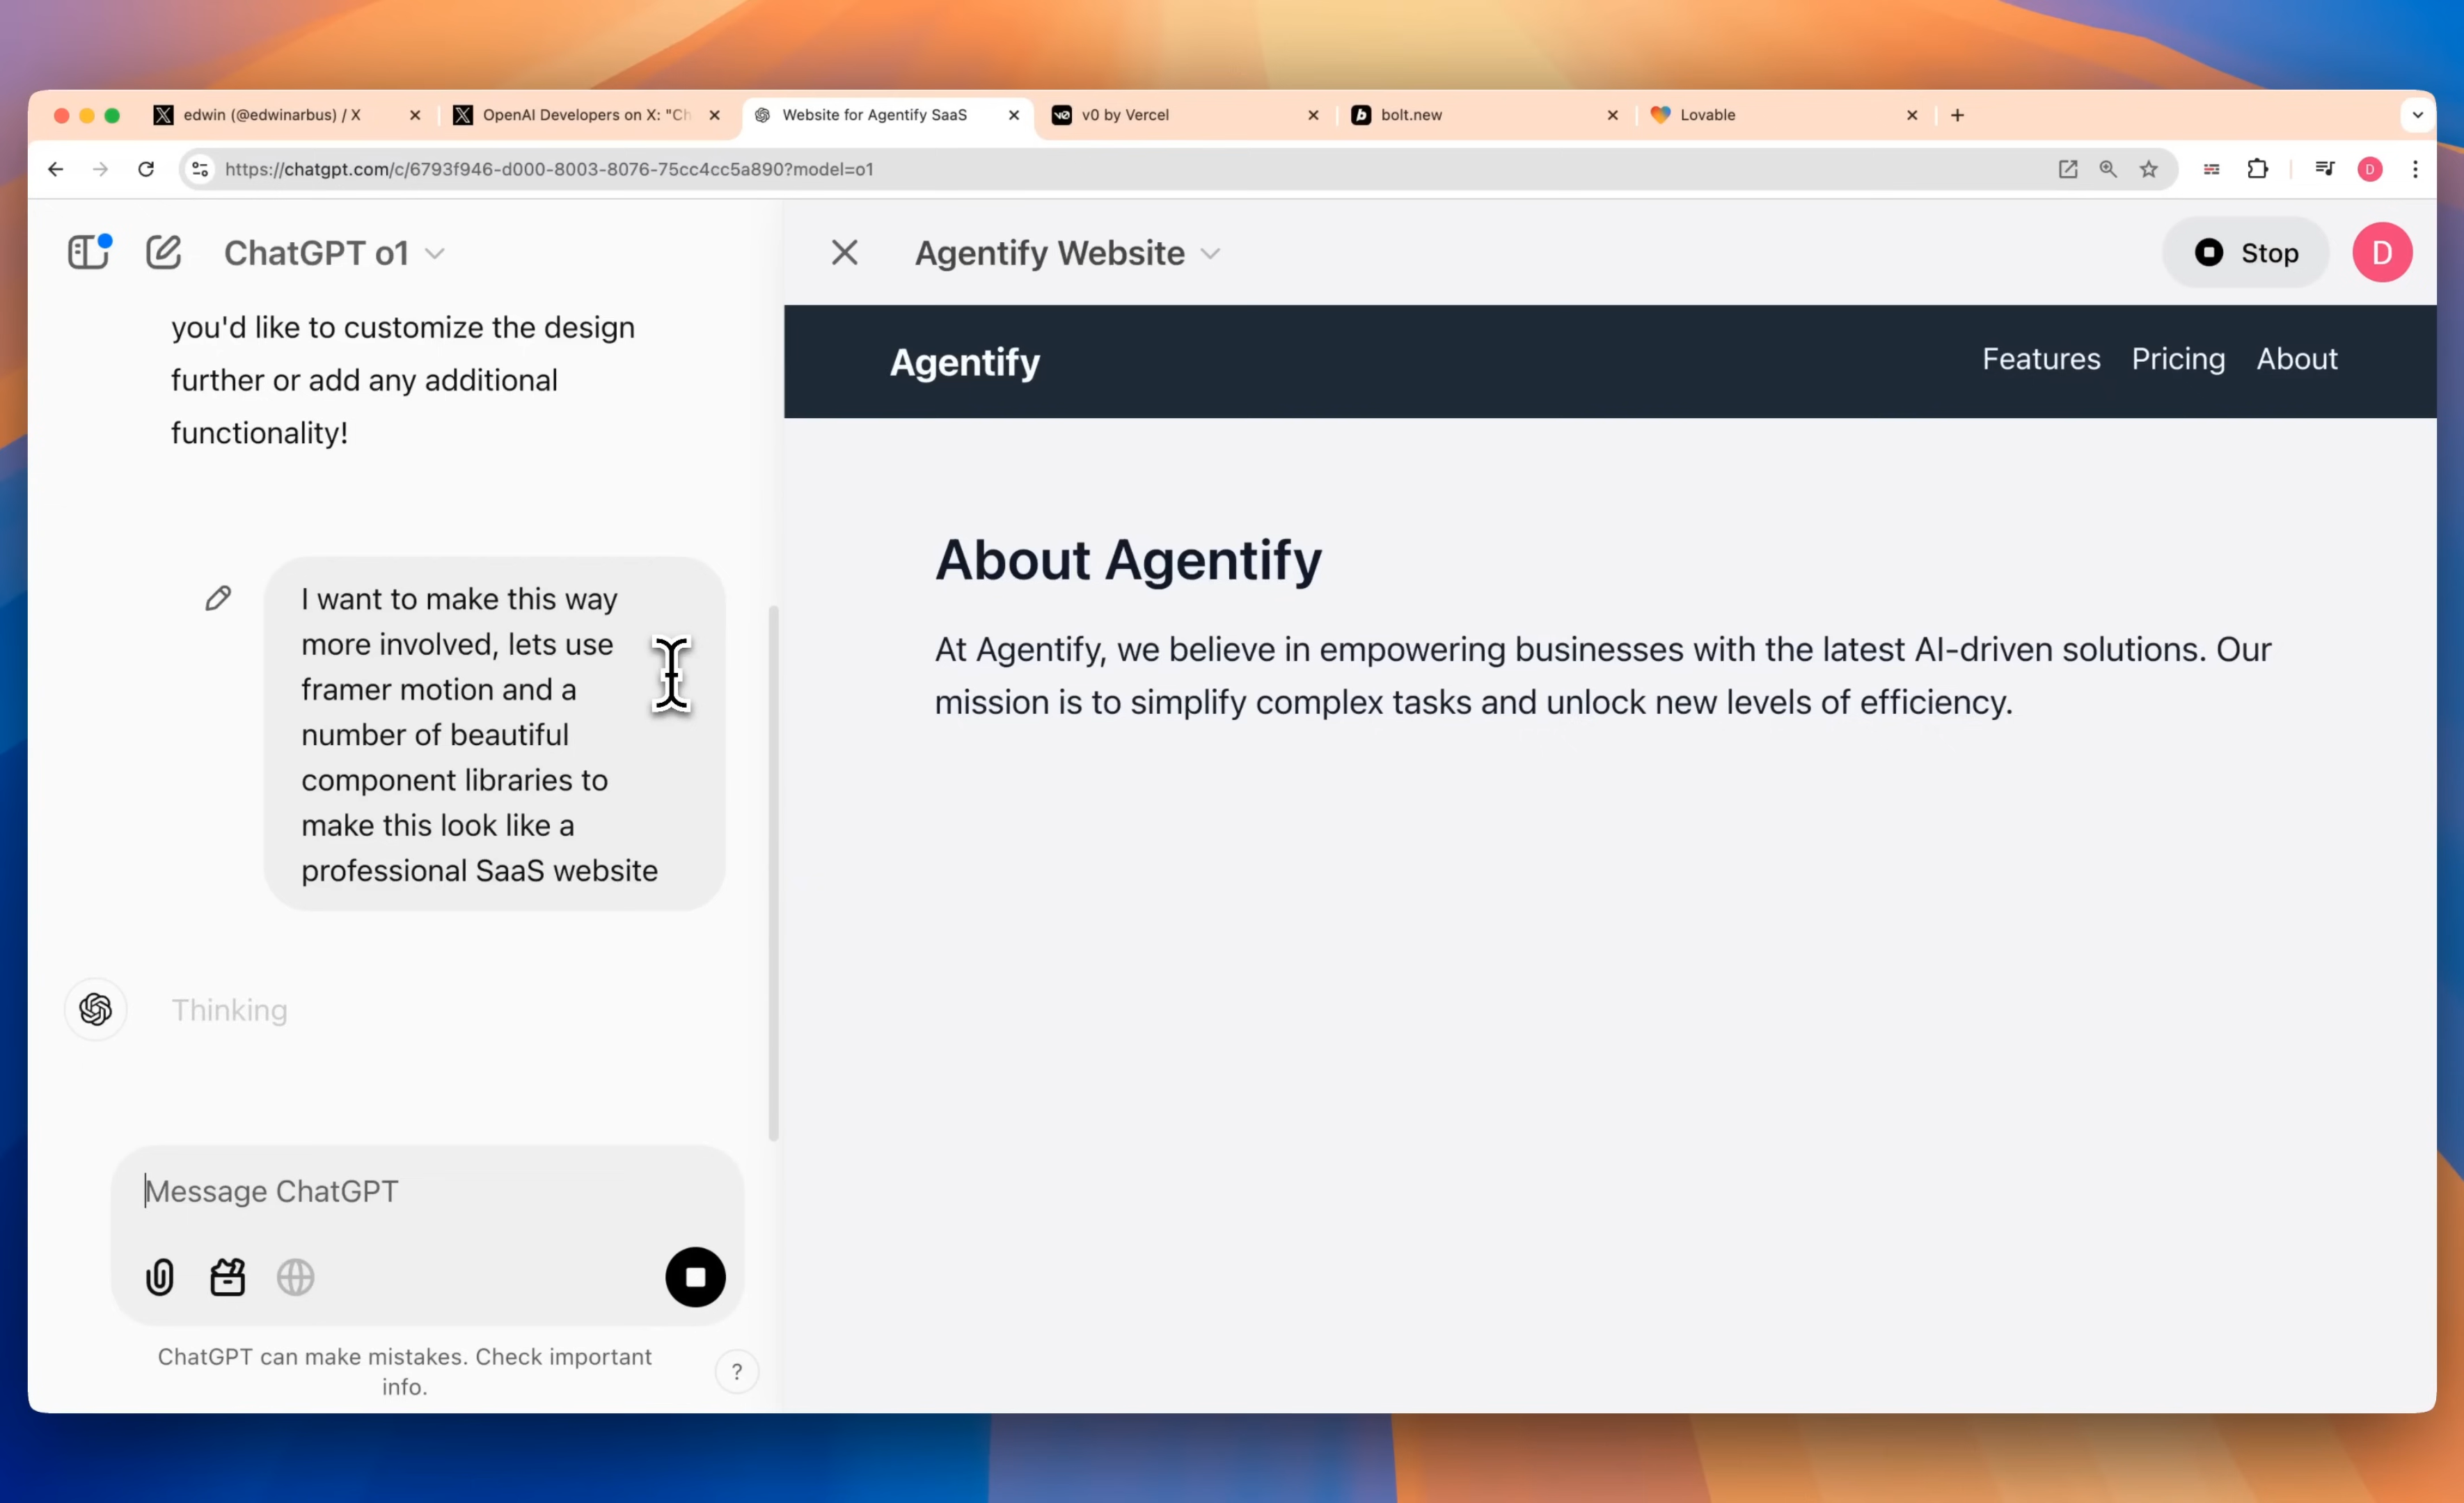 edwin (@edwinarbus) / X
OpenAI Developers on X: "Ch
Website for Agentify SaaS
v0 by Vercel
bolt.new
Lovable
https://chatgpt.com/c/6793f946-d000-8003-8076-75cc4cc5a890?model=o1
D
ChatGPT o1
you'd like to customize the design
further or add any additional
functionality!
I want to make this way
more involved, lets use
framer motion and a
number of beautiful
component libraries to
make this look like a
professional SaaS website
Thinking
Message ChatGPT
ChatGPT can make mistakes. Check important
info.
?
Agentify Website
Stop
D
Agentify
Features Pricing About
About Agentify
At Agentify, we believe in empowering businesses with the latest AI-driven solutions. Our
mission is to simplify complex tasks and unlock new levels of efficiency.